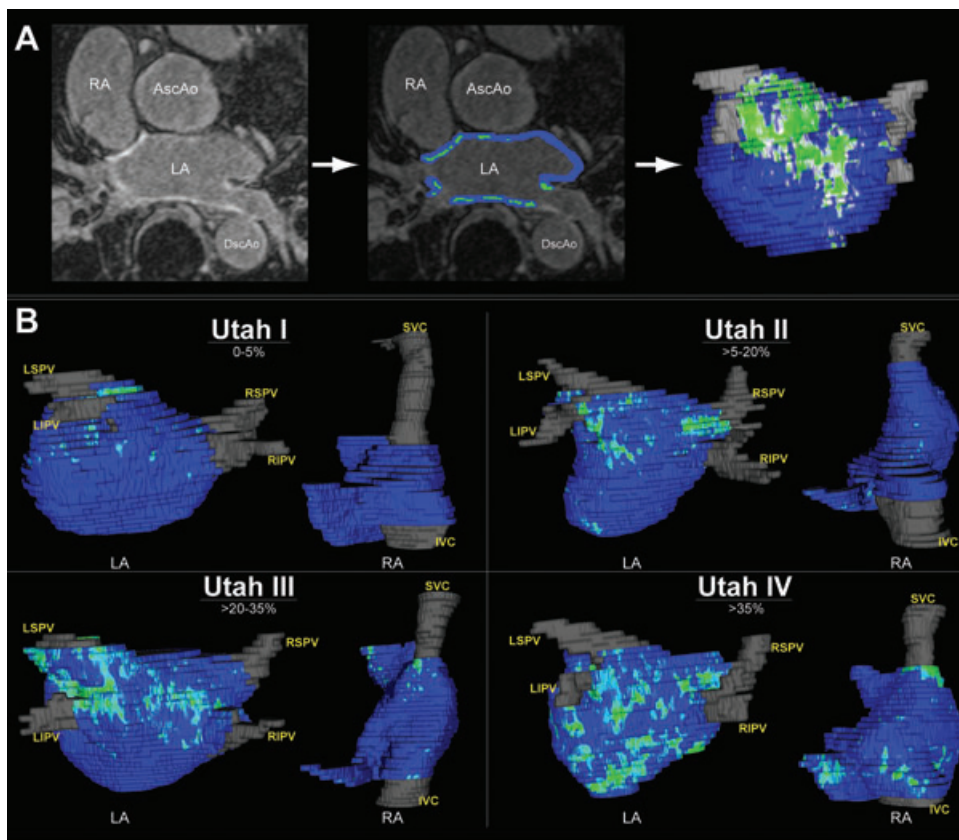 A
RA
AscAo
LA
DscAo
AscAo
LA
DscAo
B
Utah I
0-5%
LSPV
LIPV
RSPV
RIPV
SVC
IVC
LA
RA
Utah II
>5-20%
LSPV
LIPV
RSPV
RIPV
SVC
IVC
LA
RA
Utah III
>20-35%
LSPV
LIPV
RSPV
RIPV
SVC
IVC
LA
RA
Utah IV
>35%
LSPV
LIPV
RSPV
RIPV
SVC
IVC
LA
RA